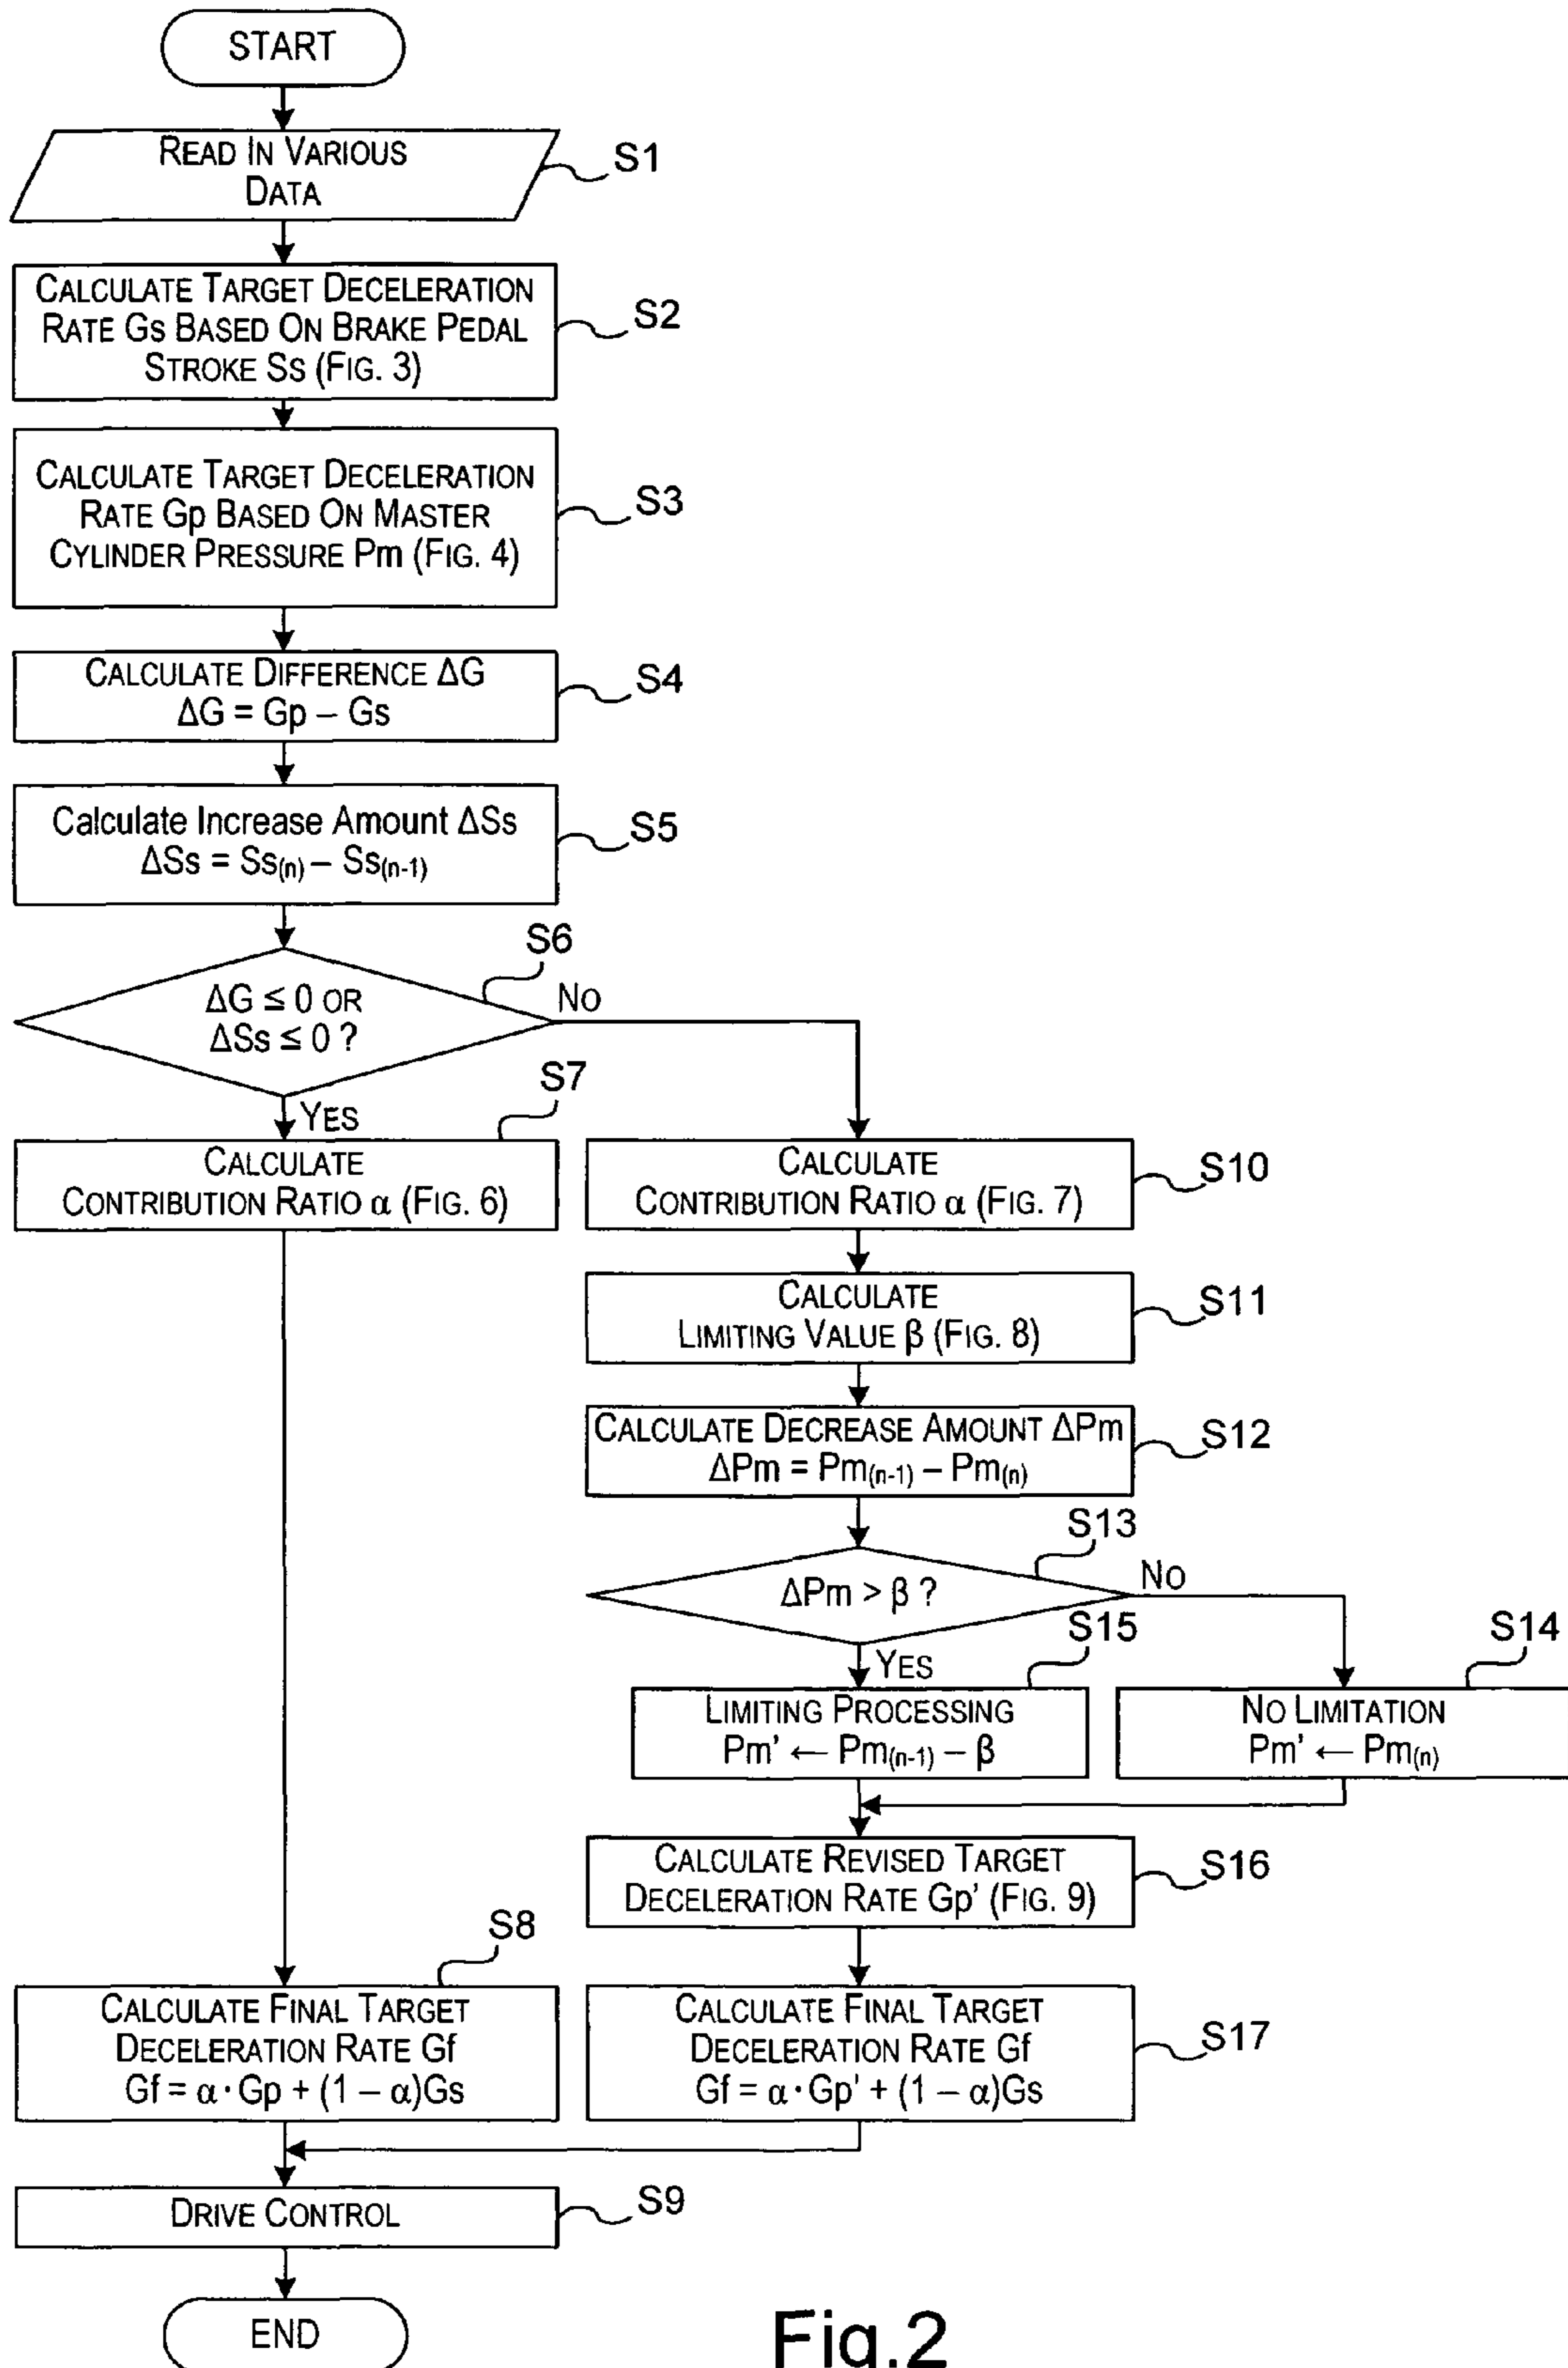 START
READ IN VARIOUS
DATA
S1
CALCULATE TARGET DECELERATION
RATE Gs BASED ON BRAKE PEDAL
STROKE Ss (FIG. 3)
S2
CALCULATE TARGET DECELERATION
RATE Gp BASED ON MASTER
CYLINDER PRESSURE Pm (FIG. 4)
S3
CALCULATE DIFFERENCE ΔG
ΔG = Gp – Gs
S4
Calculate Increase Amount ΔSs
ΔSs = Ss(n) – Ss(n-1)
S5
S6
ΔG ≤ 0 OR
ΔSs ≤ 0 ?
NO
YES
S7
CALCULATE
CONTRIBUTION RATIO α (FIG. 6)
CALCULATE
CONTRIBUTION RATIO α (FIG. 7)
S10
CALCULATE
LIMITING VALUE β (FIG. 8)
S11
CALCULATE DECREASE AMOUNT ΔPm
ΔPm = Pm(n-1) – Pm(n)
S12
S13
ΔPm > β ?
NO
YES
S15
LIMITING PROCESSING
Pm' ← Pm(n-1) – β
S14
NO LIMITATION
Pm' ← Pm(n)
CALCULATE REVISED TARGET
DECELERATION RATE Gp' (FIG. 9)
S16
S8
CALCULATE FINAL TARGET
DECELERATION RATE Gf
Gf = α · Gp + (1 – α)Gs
CALCULATE FINAL TARGET
DECELERATION RATE Gf
Gf = α · Gp' + (1 – α)Gs
S17
DRIVE CONTROL
S9
END
Fig.2